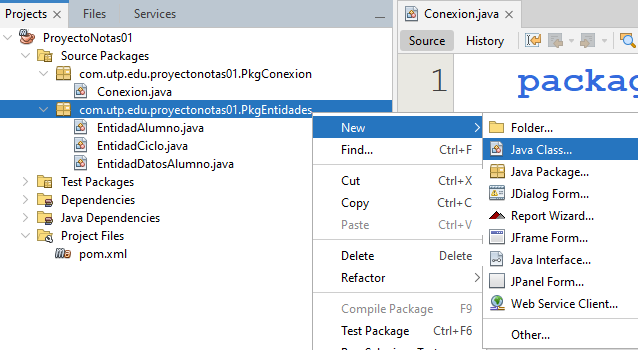 Projects × Files Services
ProyectoNotas01
Source Packages
com.utp.edu.proyectonotas01.PkgConexion
Conexion.java
com.utp.edu.proyectonotas01.PkgEntidades
EntidadAlumno.java
EntidadCiclo.java
EntidadDatosAlumno.java
Test Packages
Dependencies
Java Dependencies
Project Files
pom.xml
Conexion.java ×
Source History
1 packag
New
Find... Ctrl+F
Cut Ctrl+X
Copy Ctrl+C
Paste Ctrl+V
Delete Delete
Refactor
Compile Package F9
Test Package Ctrl+F6
Folder...
Java Class...
Java Package...
JDialog Form...
Report Wizard...
JFrame Form...
Java Interface...
JPanel Form...
Web Service Client...
Other...